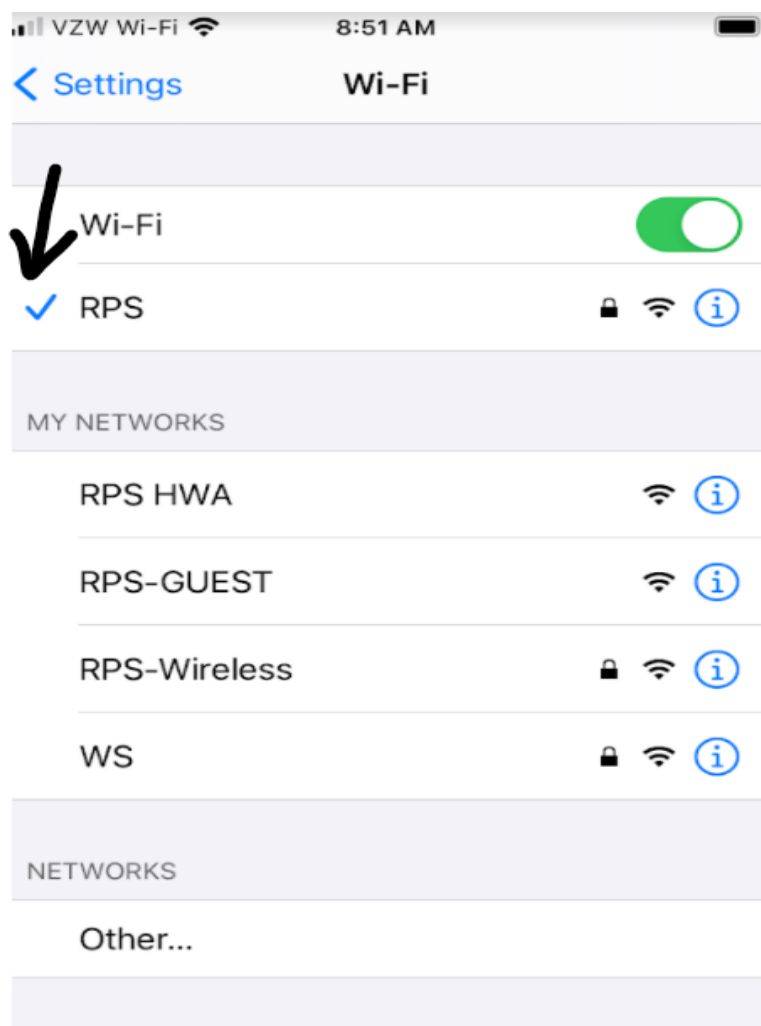 VZW Wi-Fi 8:51 AM
Settings Wi-Fi
Wi-Fi
RPS
MY NETWORKS
RPS HWA
RPS-GUEST
RPS-Wireless
WS
NETWORKS
Other...